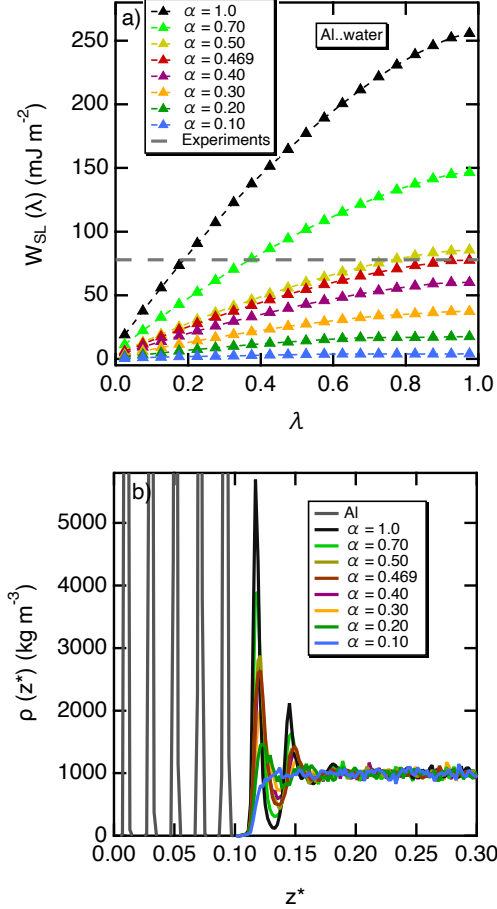 a)
α = 1.0
α = 0.70
α = 0.50
α = 0.469
α = 0.40
α = 0.30
α = 0.20
α = 0.10
Experiments
Al..water
250
200
150
100
50
0
W_SL (λ) (mJ m⁻²)
0.0 0.2 0.4 0.6 0.8 1.0
λ
b)
Al
α = 1.0
α = 0.70
α = 0.50
α = 0.469
α = 0.40
α = 0.30
α = 0.20
α = 0.10
5000
4000
3000
2000
1000
0
ρ (z*) (kg m⁻³)
0.00 0.05 0.10 0.15 0.20 0.25 0.30
z*